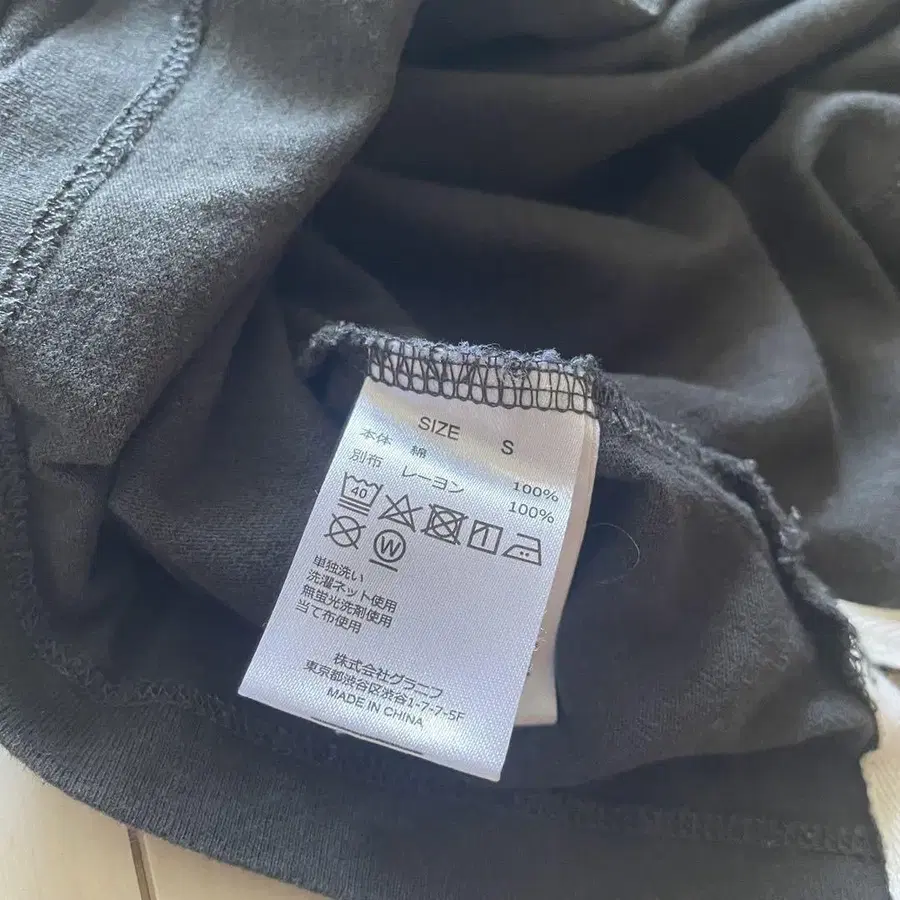 SIZE S
本体 綿 100%
別布 レーヨン 100%
40
W
単独洗い
洗濯ネット使用
無蛍光洗剤使用
当て布使用
株式会社グラニフ
東京都渋谷区渋谷1-7-7-5F
MADE IN CHINA